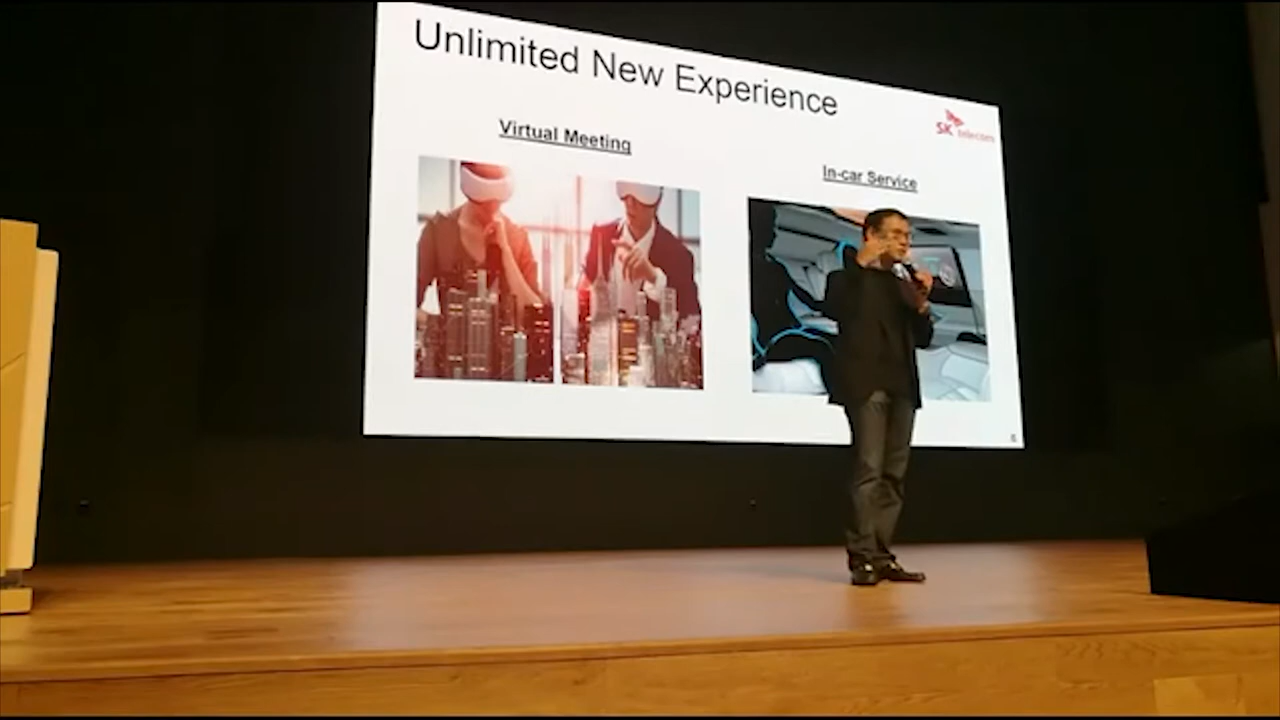 Unlimited New Experience
SK telecom
Virtual Meeting
In-car Service